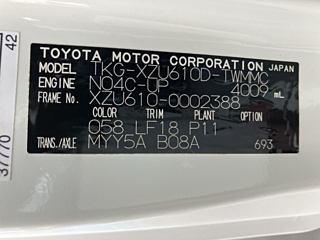 TOYOTA MOTOR CORPORATION JAPAN
MODEL TKG-XZU610D-TWMMC
ENGINE N04C-UP 4009 mL
FRAME No. XZU610-0002388
COLOR TRIM PLANT OPTION
058 LF18 P11
TRANS./AXLE MYY5A B08A 693
42
37770